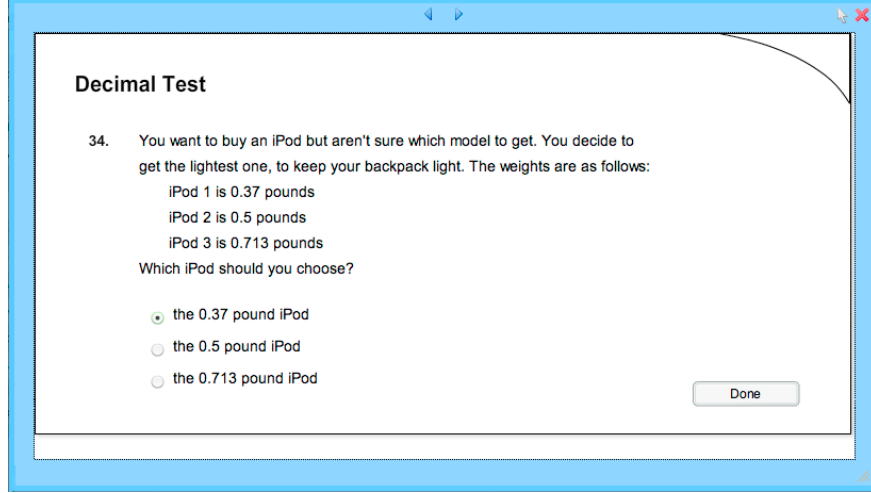 Decimal Test
34. You want to buy an iPod but aren't sure which model to get. You decide to
get the lightest one, to keep your backpack light. The weights are as follows:
iPod 1 is 0.37 pounds
iPod 2 is 0.5 pounds
iPod 3 is 0.713 pounds
Which iPod should you choose?
the 0.37 pound iPod
the 0.5 pound iPod
the 0.713 pound iPod
Done